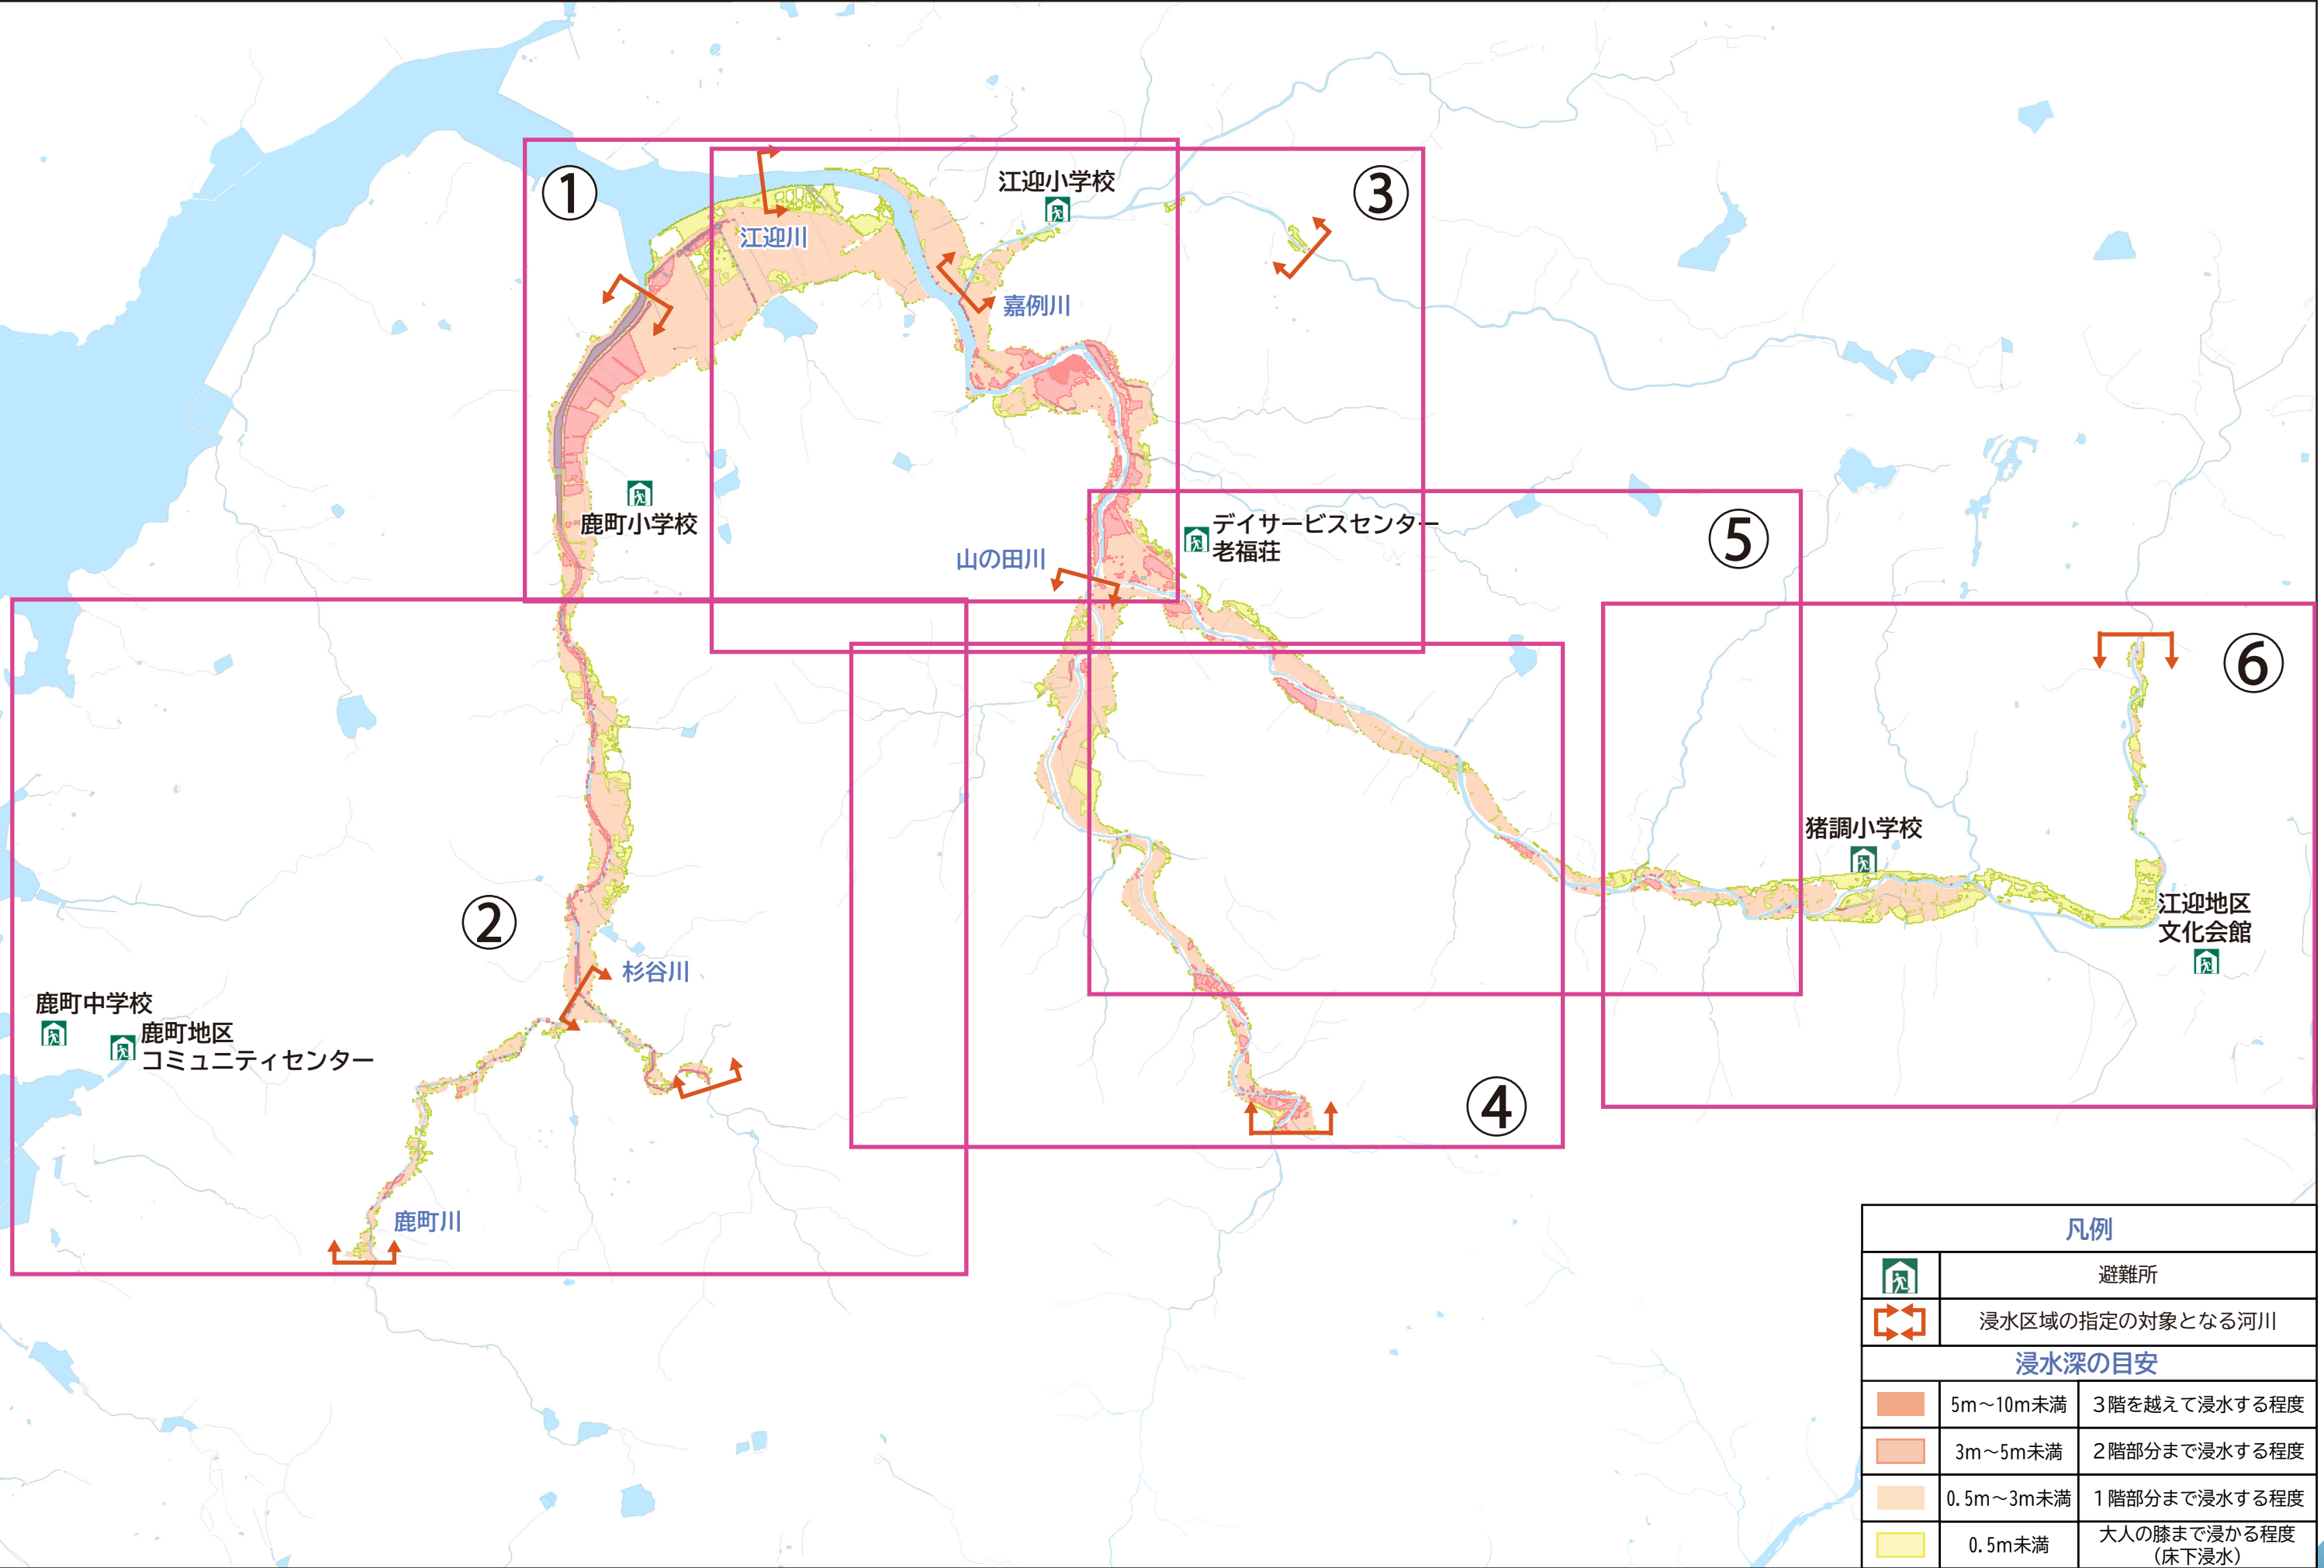 ①
③
江迎小学校
江迎川
嘉例川
鹿町小学校
デイサービスセンター
老福荘
山の田川
⑤
⑥
猪調小学校
江迎地区
文化会館
②
杉谷川
鹿町中学校
鹿町地区
コミュニティセンター
④
鹿町川
凡例
避難所
浸水区域の指定の対象となる河川
浸水深の目安
5m～10m未満 3階を越えて浸水する程度
3m～5m未満 2階部分まで浸水する程度
0.5m～3m未満 1階部分まで浸水する程度
0.5m未満 大人の膝まで浸かる程度
（床下浸水）